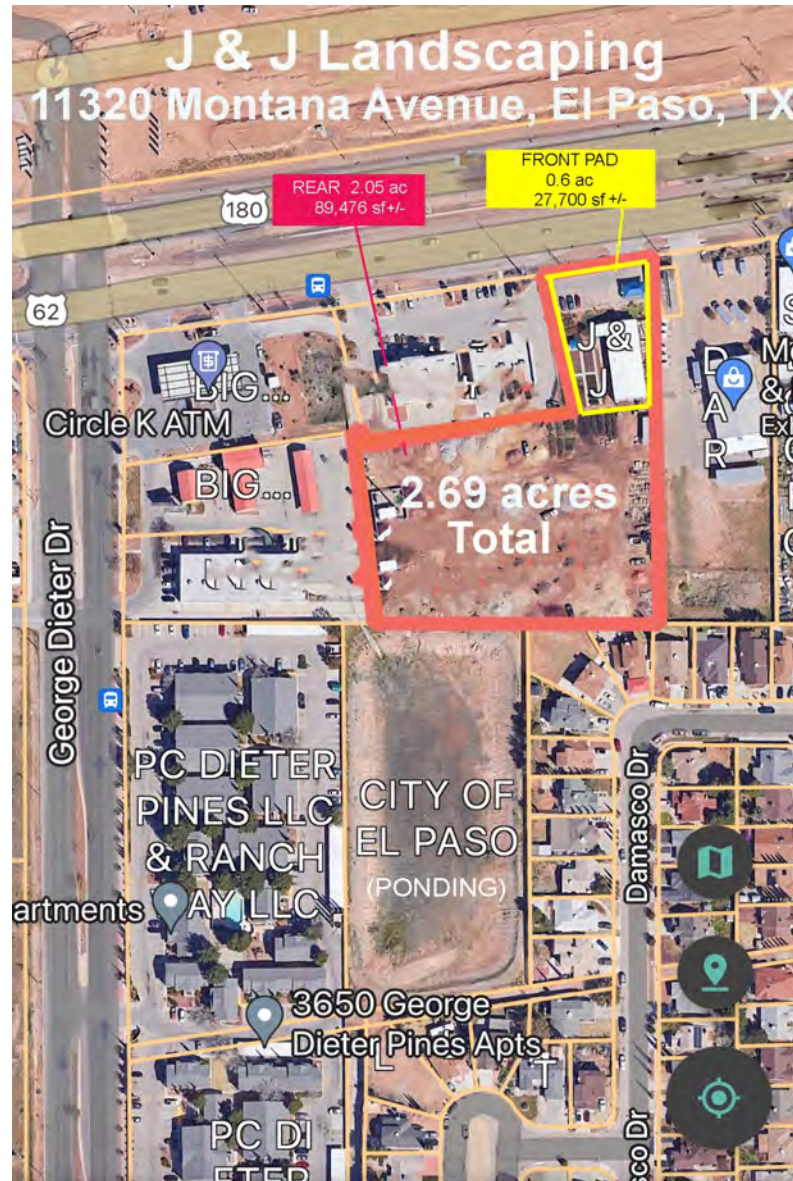 J & J Landscaping
11320 Montana Avenue, El Paso, TX
FRONT PAD
0.6 ac
27,700 sf +/-
REAR 2.05 ac
89,476 sf+/-
180
62
J &
J
BIG...
Circle K ATM
D
A
R
BIG...
2.69 acres
Total
George Dieter Dr
PC DIETER
PINES LLC
& RANCH
AY LLC
CITY OF
EL PASO
(PONDING)
Damasco Dr
artments
3650 George
Dieter Pines Apts
L
T
PC DI
sco Dr